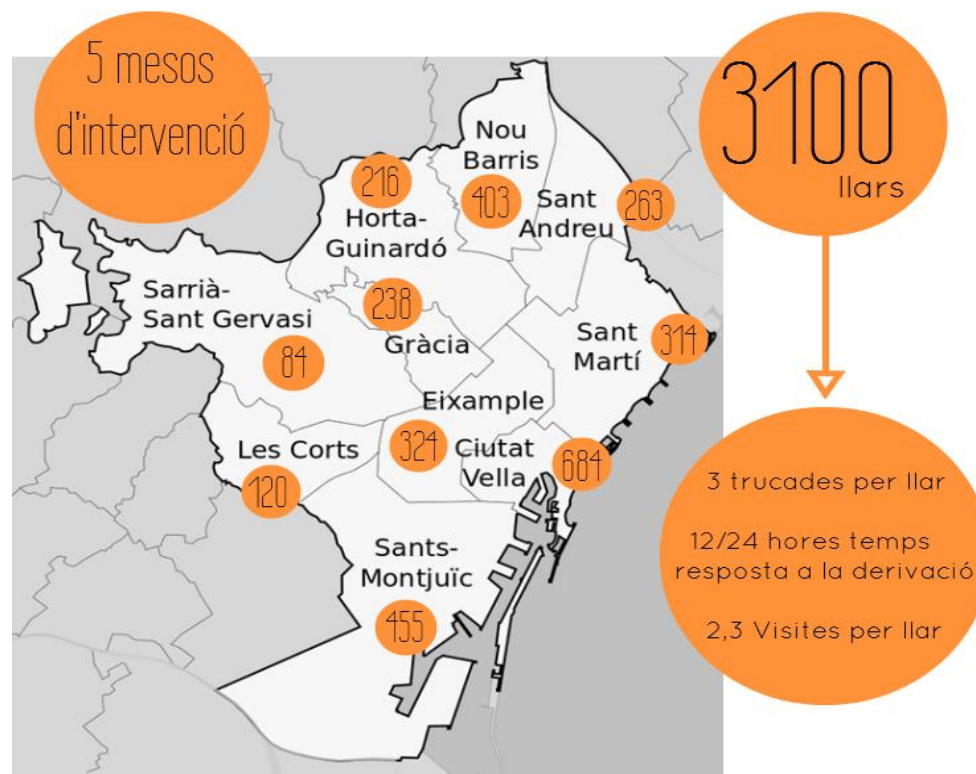 5 mesos
d'intervenció
3100
llars
Nou
Barris
403
216
Horta-
Guinardó
Sant
Andreu
263
Sarrià-
Sant Gervasi
84
238
Gràcia
Sant
Martí
314
Eixample
324
Ciutat
Vella
684
Les Corts
120
Sants-
Montjuïc
455
3 trucades per llar
12/24 hores temps
resposta a la derivació
2,3 Visites per llar